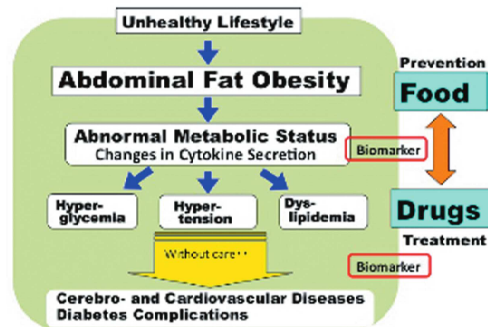 Unhealthy Lifestyle
Abdominal Fat Obesity
Prevention
Food
Abnormal Metabolic Status
Changes in Cytokine Secretion
Biomarker
Hyper-
glycemia
Hyper-
tension
Dys-
lipidemia
Drugs
Treatment
Without care・・
Biomarker
Cerebro- and Cardiovascular Diseases
Diabetes Complications